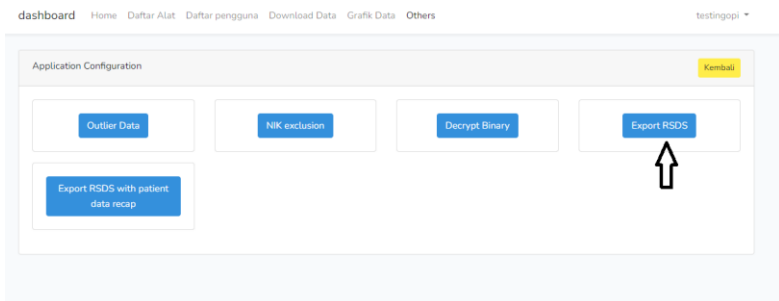 dashboard Home Daftar Alat Daftar pengguna Download Data Grafik Data Others testingopi
Application Configuration Kembali
Outlier Data NIK exclusion Decrypt Binary Export RSDS
Export RSDS with patient
data recap